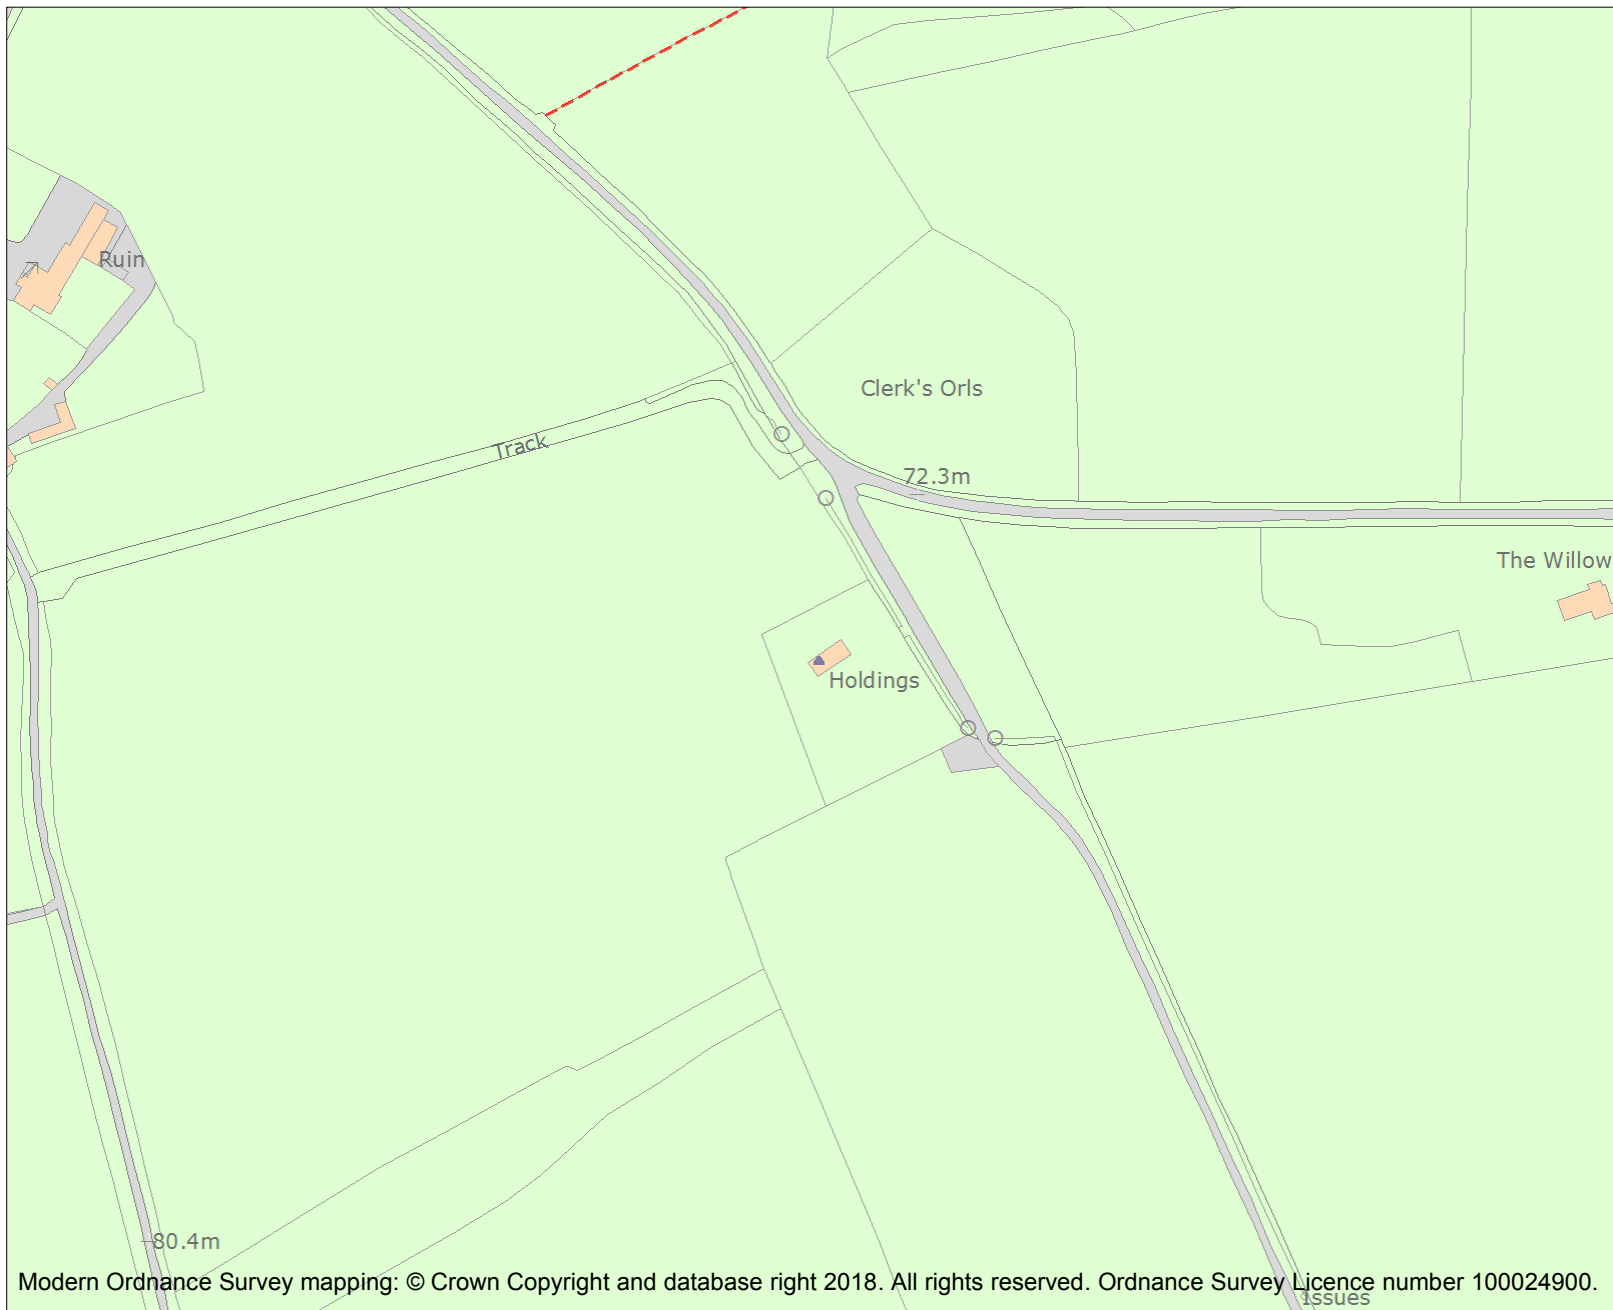 Ruin
Clerk's Orls
Track
72.3m
The Willow
Holdings
80.4m
Modern Ordnance Survey mapping: © Crown Copyright and database right 2018. All rights reserved. Ordnance Survey Licence number 100024900.
Issues